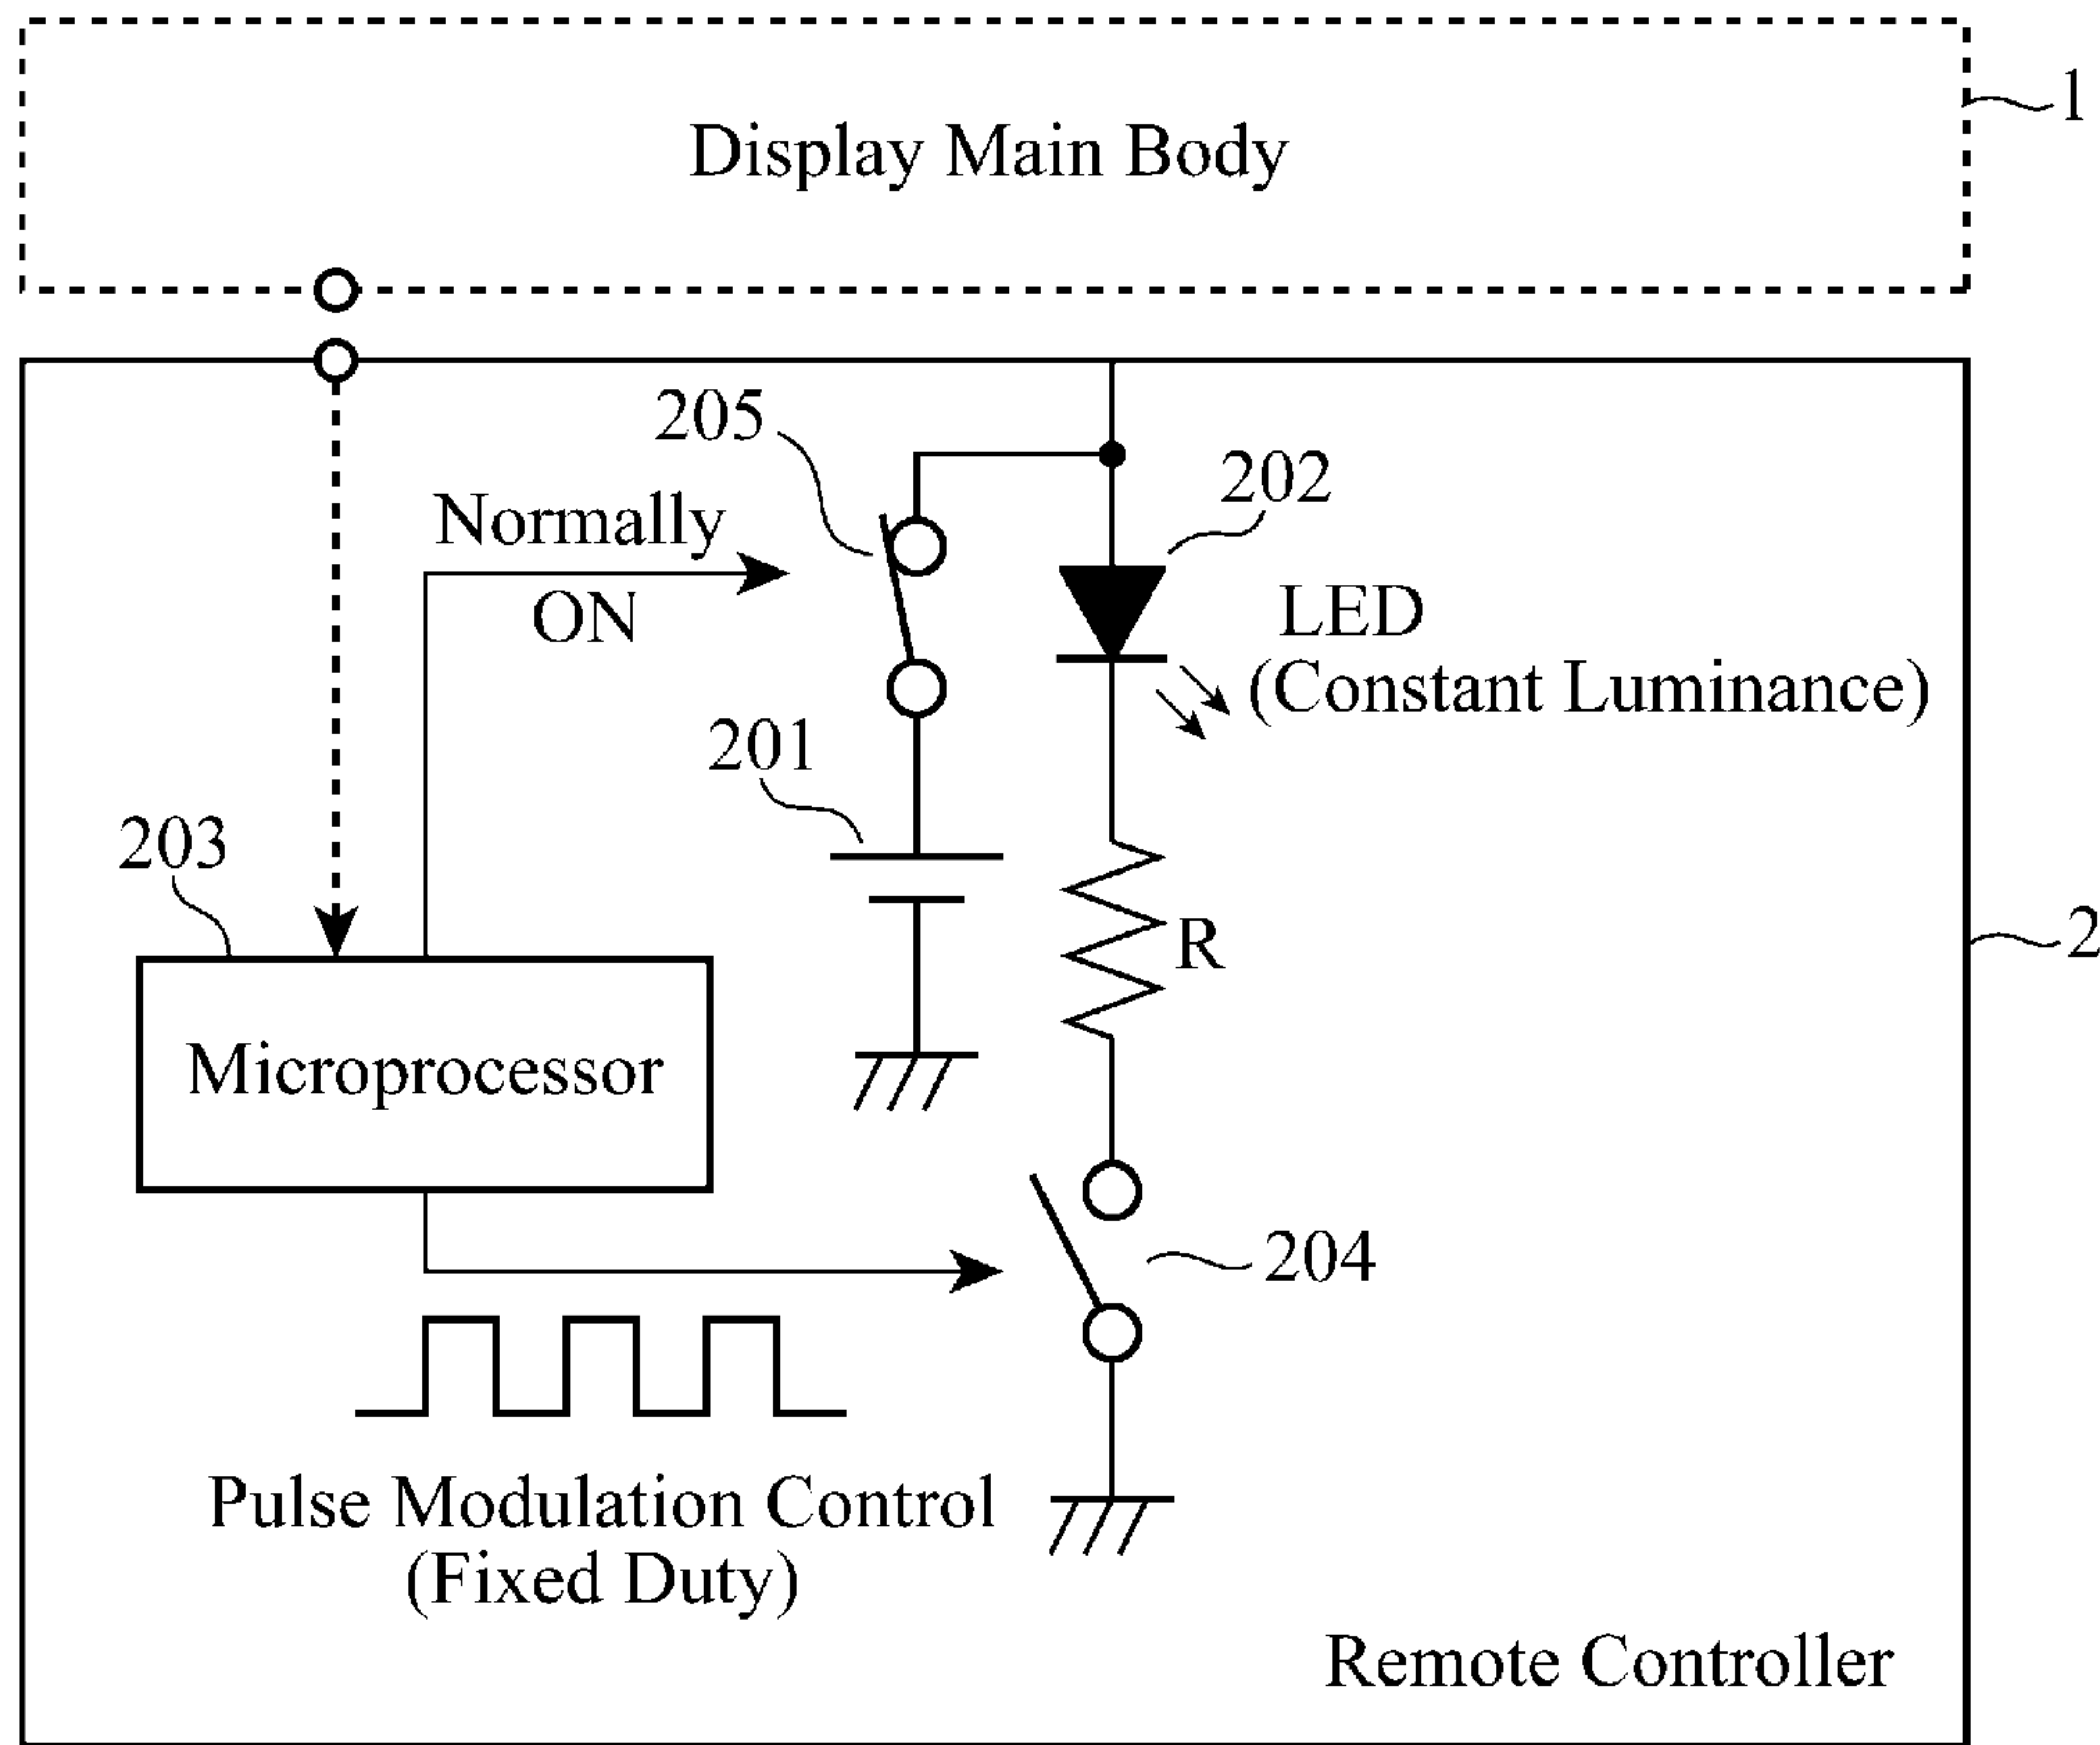 Display Main Body
1
205
Normally
ON
202
LED
(Constant Luminance)
201
203
R
2
Microprocessor
204
Pulse Modulation Control
(Fixed Duty)
Remote Controller